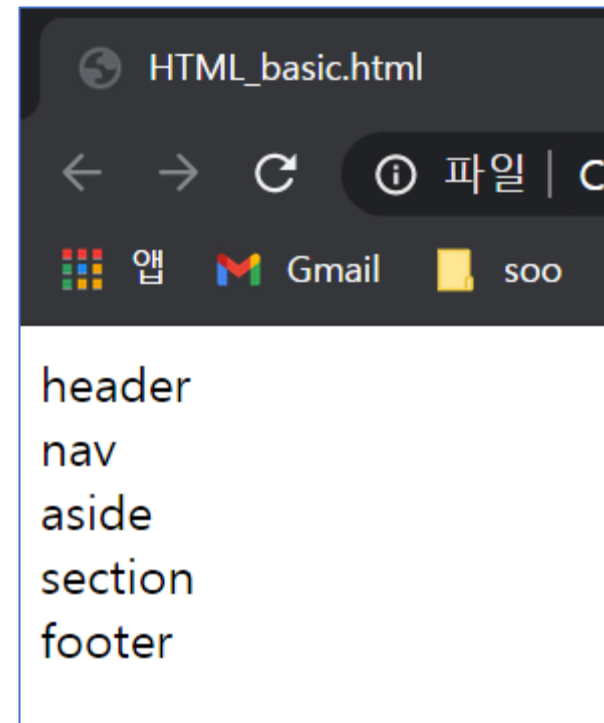 HTML_basic.html
파일
앱 Gmail soo
header
nav
aside
section
footer